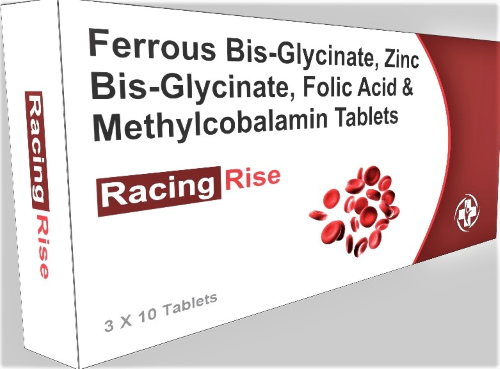 Ferrous Bis-Glycinate, Zinc
Bis-Glycinate, Folic Acid &
Methylcobalamin Tablets
Racing Rise
3 X 10 Tablets
Racing Rise